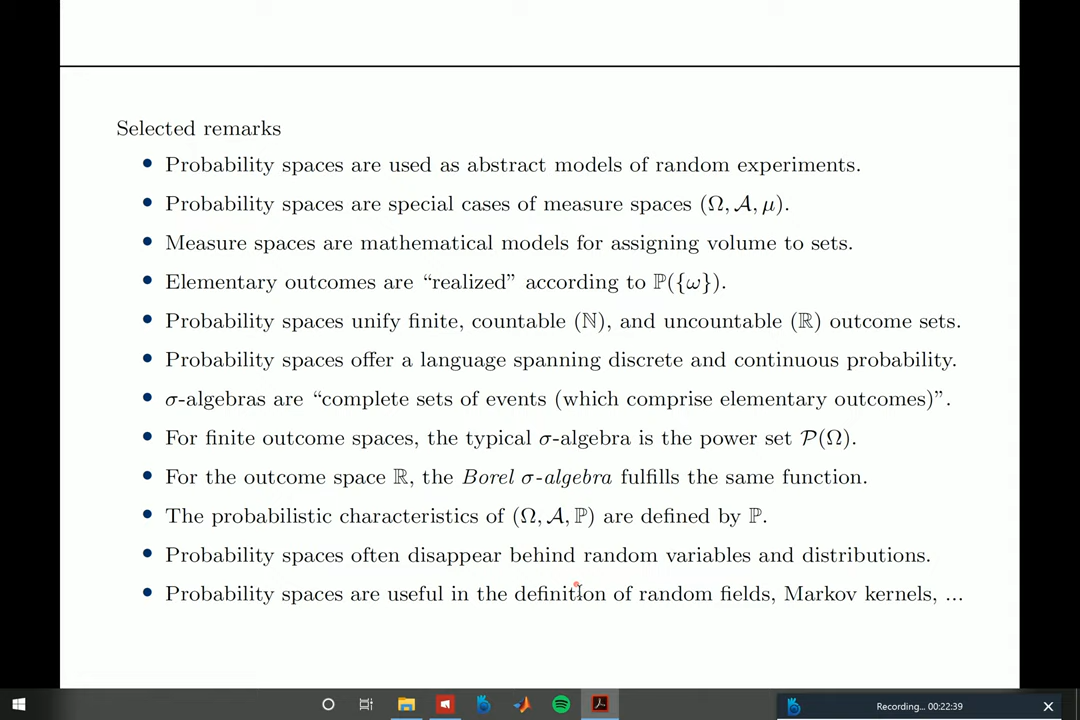 Selected remarks
• Probability spaces are used as abstract models of random experiments.
• Probability spaces are special cases of measure spaces (Ω, 𝒜, μ).
• Measure spaces are mathematical models for assigning volume to sets.
• Elementary outcomes are “realized” according to ℙ({ω}).
• Probability spaces unify finite, countable (ℕ), and uncountable (ℝ) outcome sets.
• Probability spaces offer a language spanning discrete and continuous probability.
• σ-algebras are “complete sets of events (which comprise elementary outcomes)”.
• For finite outcome spaces, the typical σ-algebra is the power set 𝒫(Ω).
• For the outcome space ℝ, the Borel σ-algebra fulfills the same function.
• The probabilistic characteristics of (Ω, 𝒜, ℙ) are defined by ℙ.
• Probability spaces often disappear behind random variables and distributions.
• Probability spaces are useful in the definition of random fields, Markov kernels, ...
Recording... 00:22:39